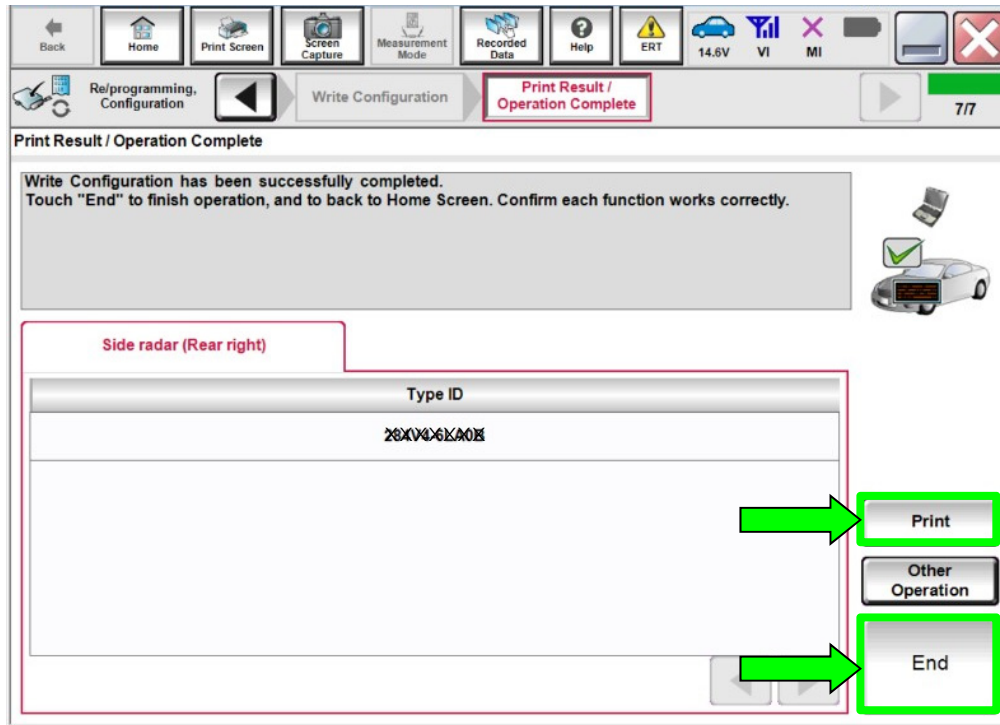 Back
Home
Print Screen
Screen
Capture
Measurement
Mode
Recorded
Data
Help
ERT
14.6V
VI
MI
Re/programming,
Configuration
Write Configuration
Print Result /
Operation Complete
7/7
Print Result / Operation Complete
Write Configuration has been successfully completed.
Touch "End" to finish operation, and to back to Home Screen. Confirm each function works correctly.
Side radar (Rear right)
Type ID
Print
Other
Operation
End